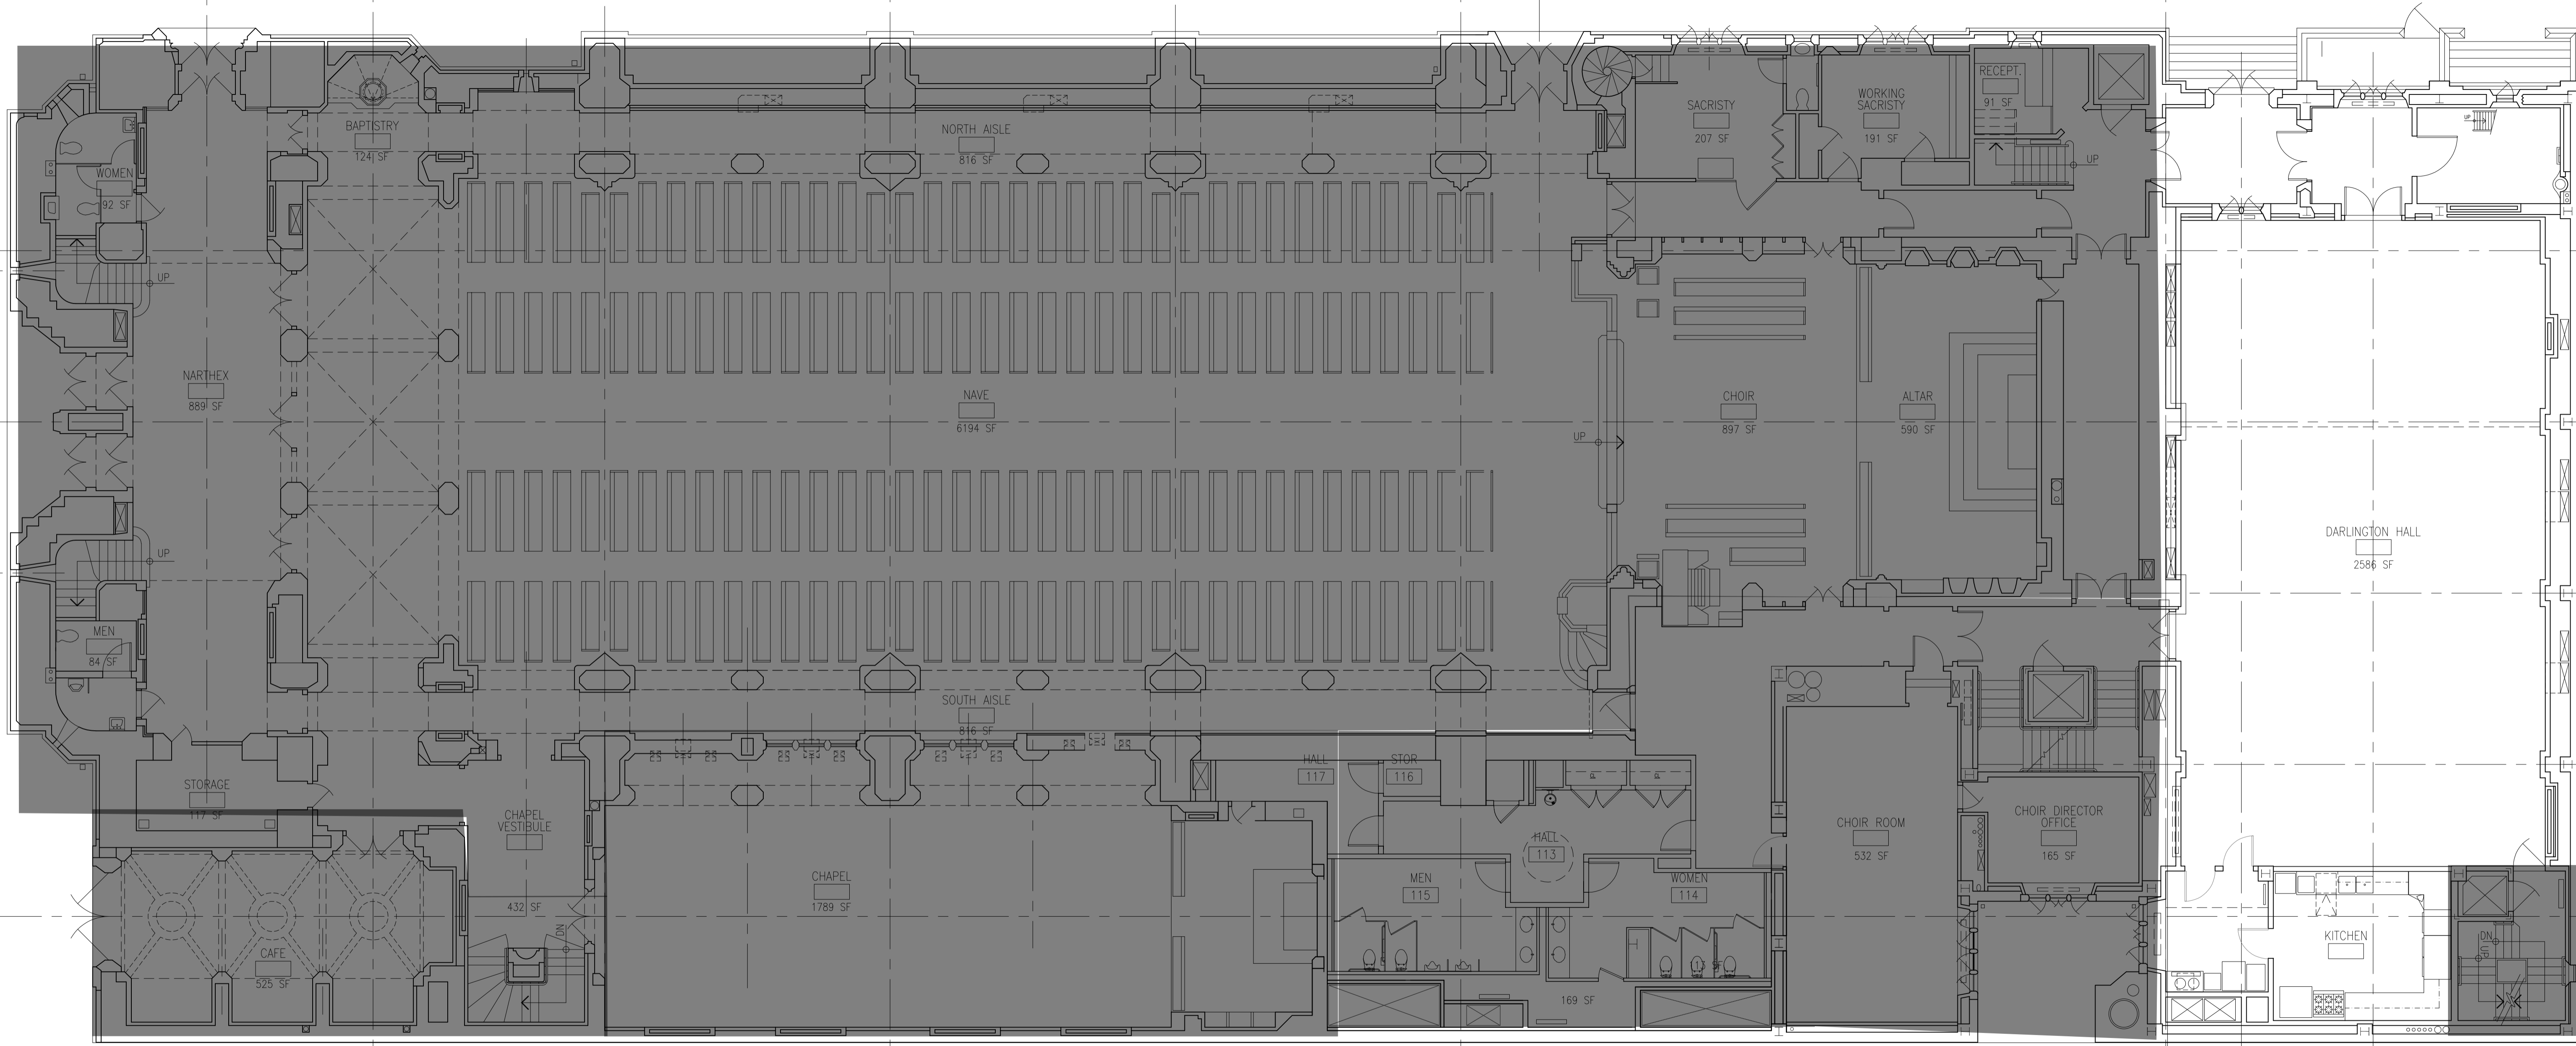 RECEPT.
91 SF
SACRISTY
207 SF
WORKING
SACRISTY
191 SF
BAPTISTRY
124 SF
NORTH AISLE
816 SF
UP
UP
WOMEN
92 SF
UP
NARTHEX
889 SF
NAVE
6194 SF
UP
CHOIR
897 SF
ALTAR
590 SF
DARLINGTON HALL
2586 SF
UP
MEN
84 SF
SOUTH AISLE
816 SF
STORAGE
117 SF
CHAPEL
VESTIBULE
432 SF
DN
HALL
117
STOR
116
HALL
113
CHOIR ROOM
532 SF
CHOIR DIRECTOR
OFFICE
165 SF
CHAPEL
1789 SF
MEN
115
WOMEN
114
169 SF
CAFE
525 SF
KITCHEN
DN
UP